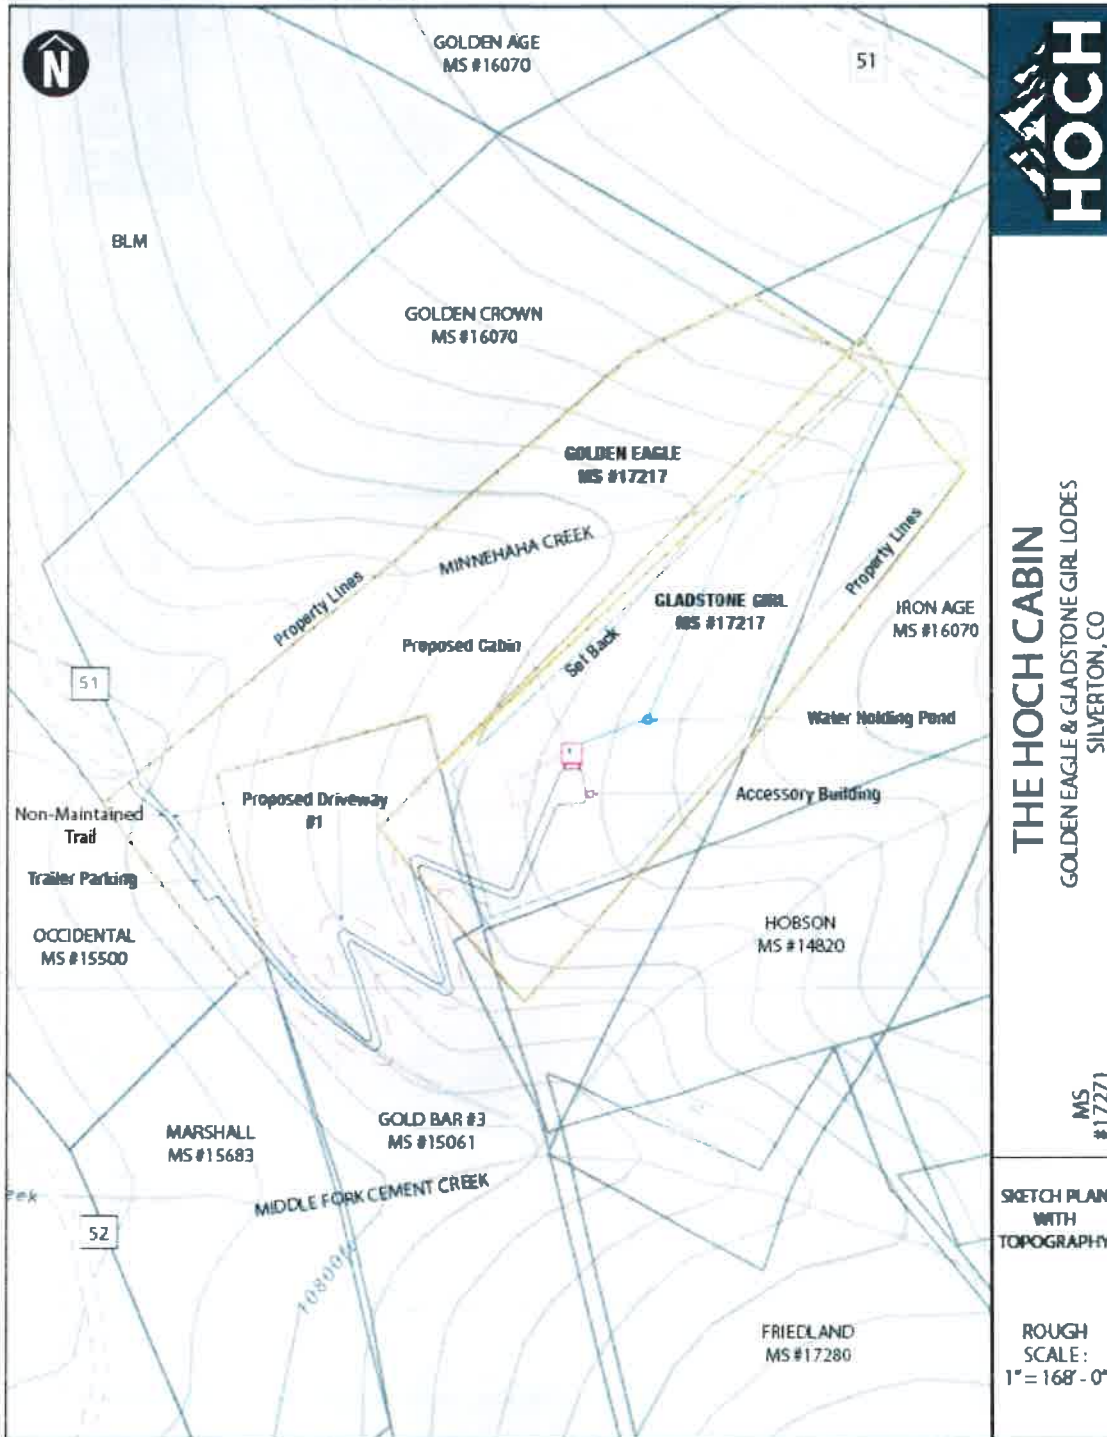 N
GOLDEN AGE
MS #16070
51
HOCH
BLM
GOLDEN CROWN
MS #16070
GOLDEN EAGLE
MS #17217
MINNEHAHA CREEK
Property Lines
Property Lines
GLADSTONE GIRL
MS #17217
IRON AGE
MS #16070
Proposed Cabin
Set Back
51
Water Holding Pond
Proposed Driveway
#1
Accessory Building
Non-Maintained
Trail
Trailer Parking
OCCIDENTAL
MS #15500
HOBSON
MS #14820
MARSHALL
MS #15683
GOLD BAR #3
MS #15061
MIDDLE FORK CEMENT CREEK
eek
52
FRIEDLAND
MS #17280
THE HOCH CABIN
GOLDEN EAGLE & GLADSTONE GIRL LODES
SILVERTON, CO
MS
#17271
SKETCH PLAN
WITH
TOPOGRAPHY
ROUGH
SCALE:
1" = 168' - 0"